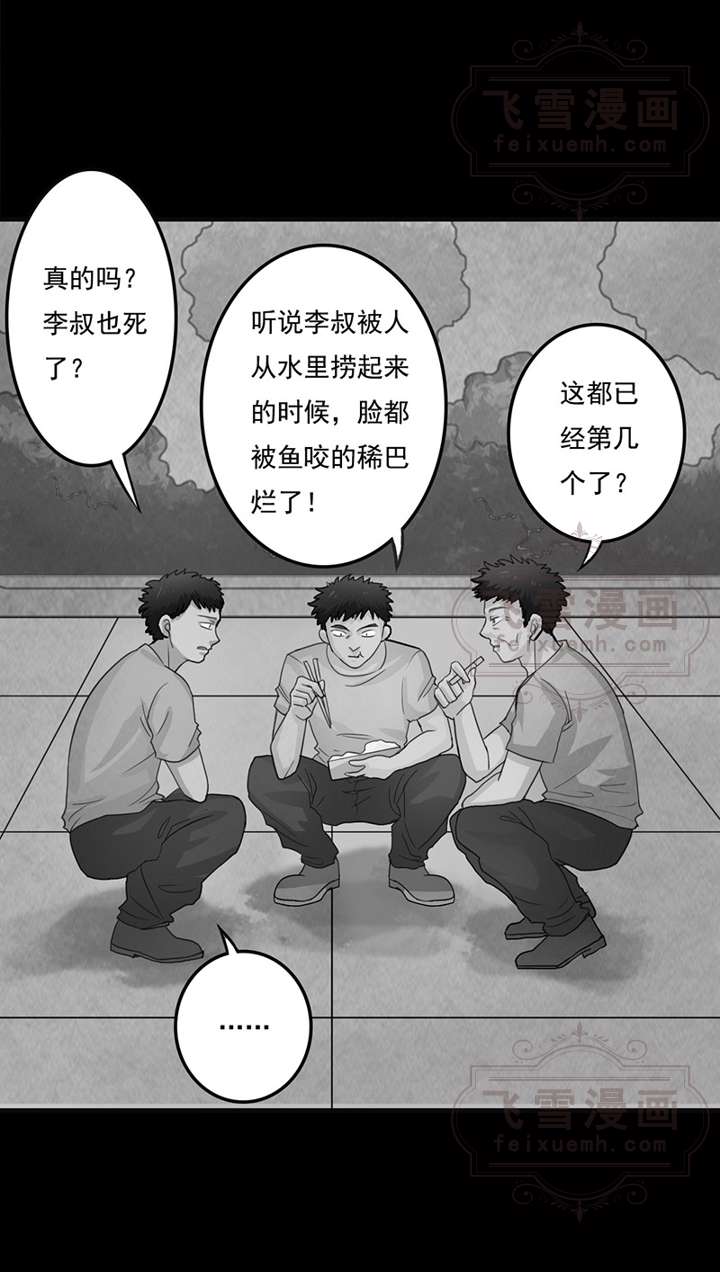 飞雪漫画
feixuemh.com
真的吗？
李叔也死
了？
听说李叔被人
从水里捞起来
的时候，脸都
被鱼咬的稀巴
烂了！
这都已
经第几
个了？
飞雪漫画
feixuemh.com
……
飞雪漫画
feixuemh.com